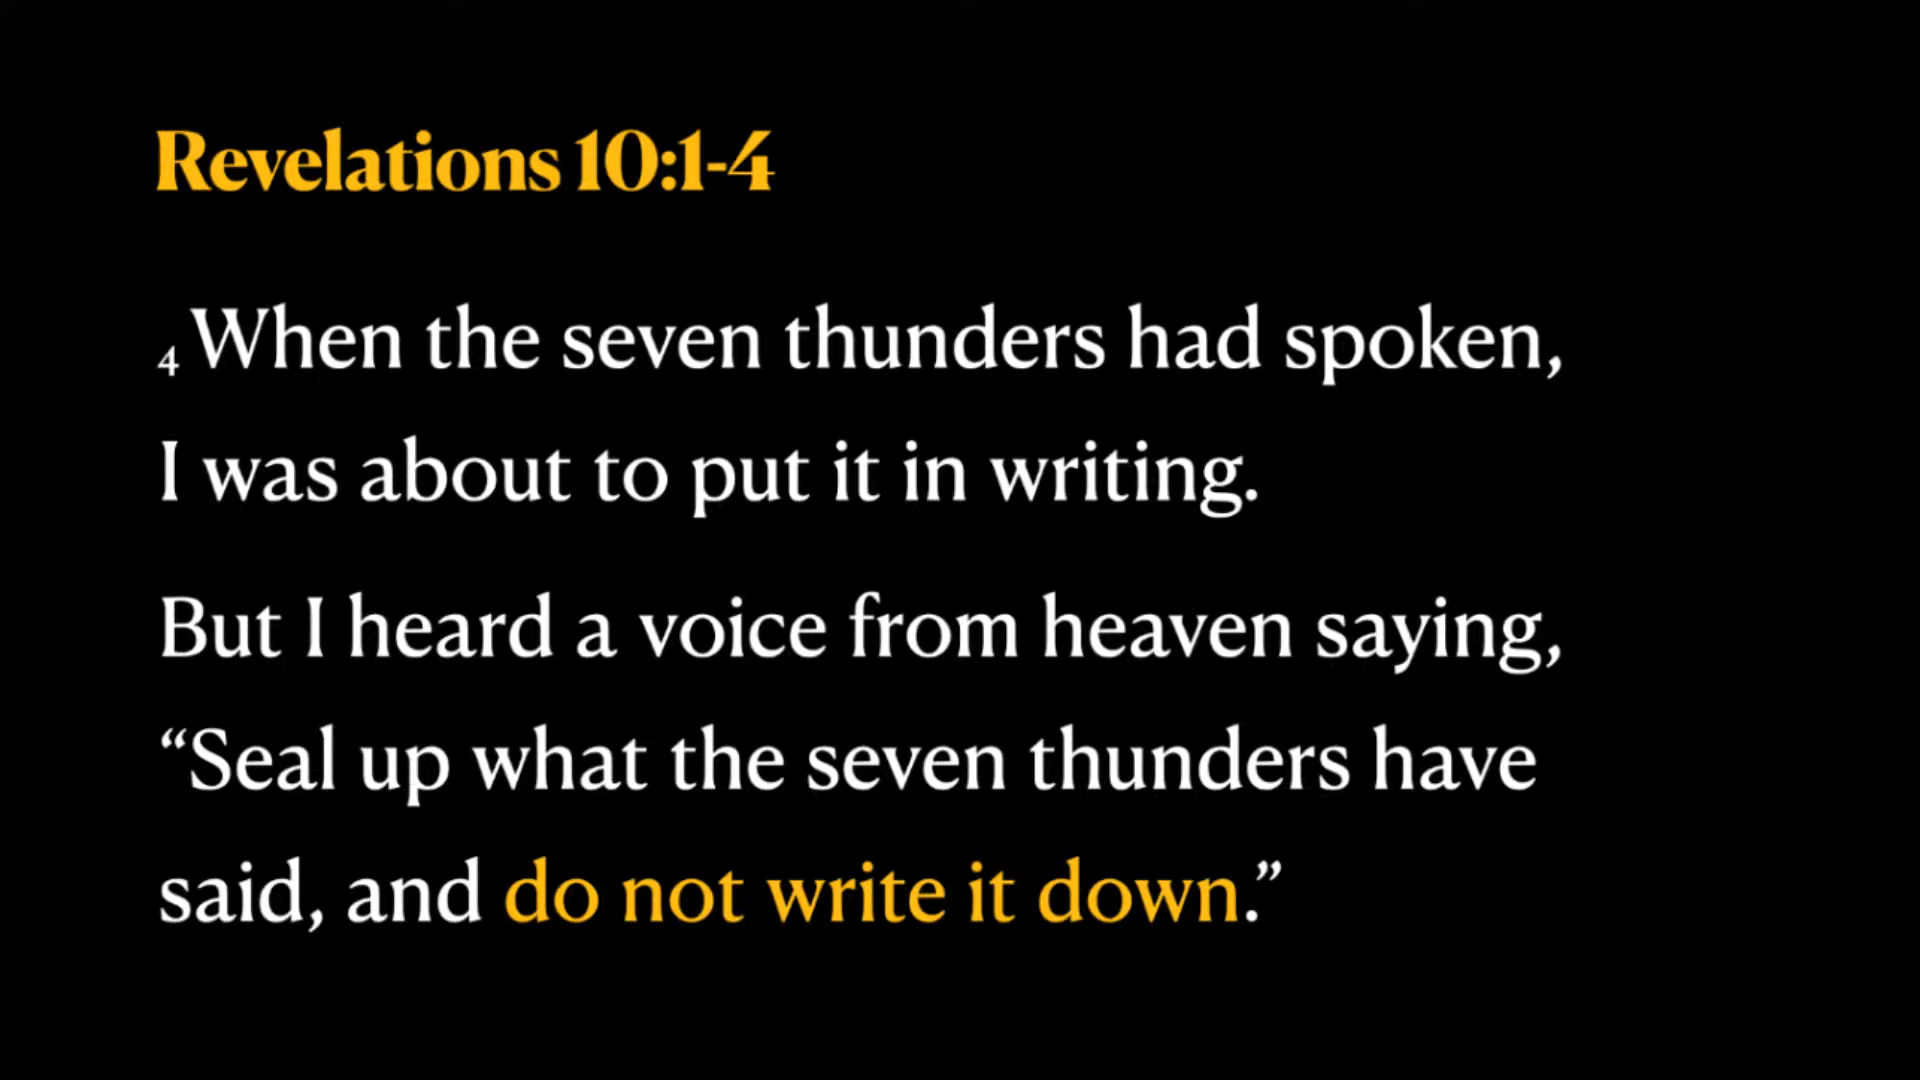 Revelations 10:1-4
4 When the seven thunders had spoken,
I was about to put it in writing.
But I heard a voice from heaven saying,
“Seal up what the seven thunders have
said, and do not write it down.”